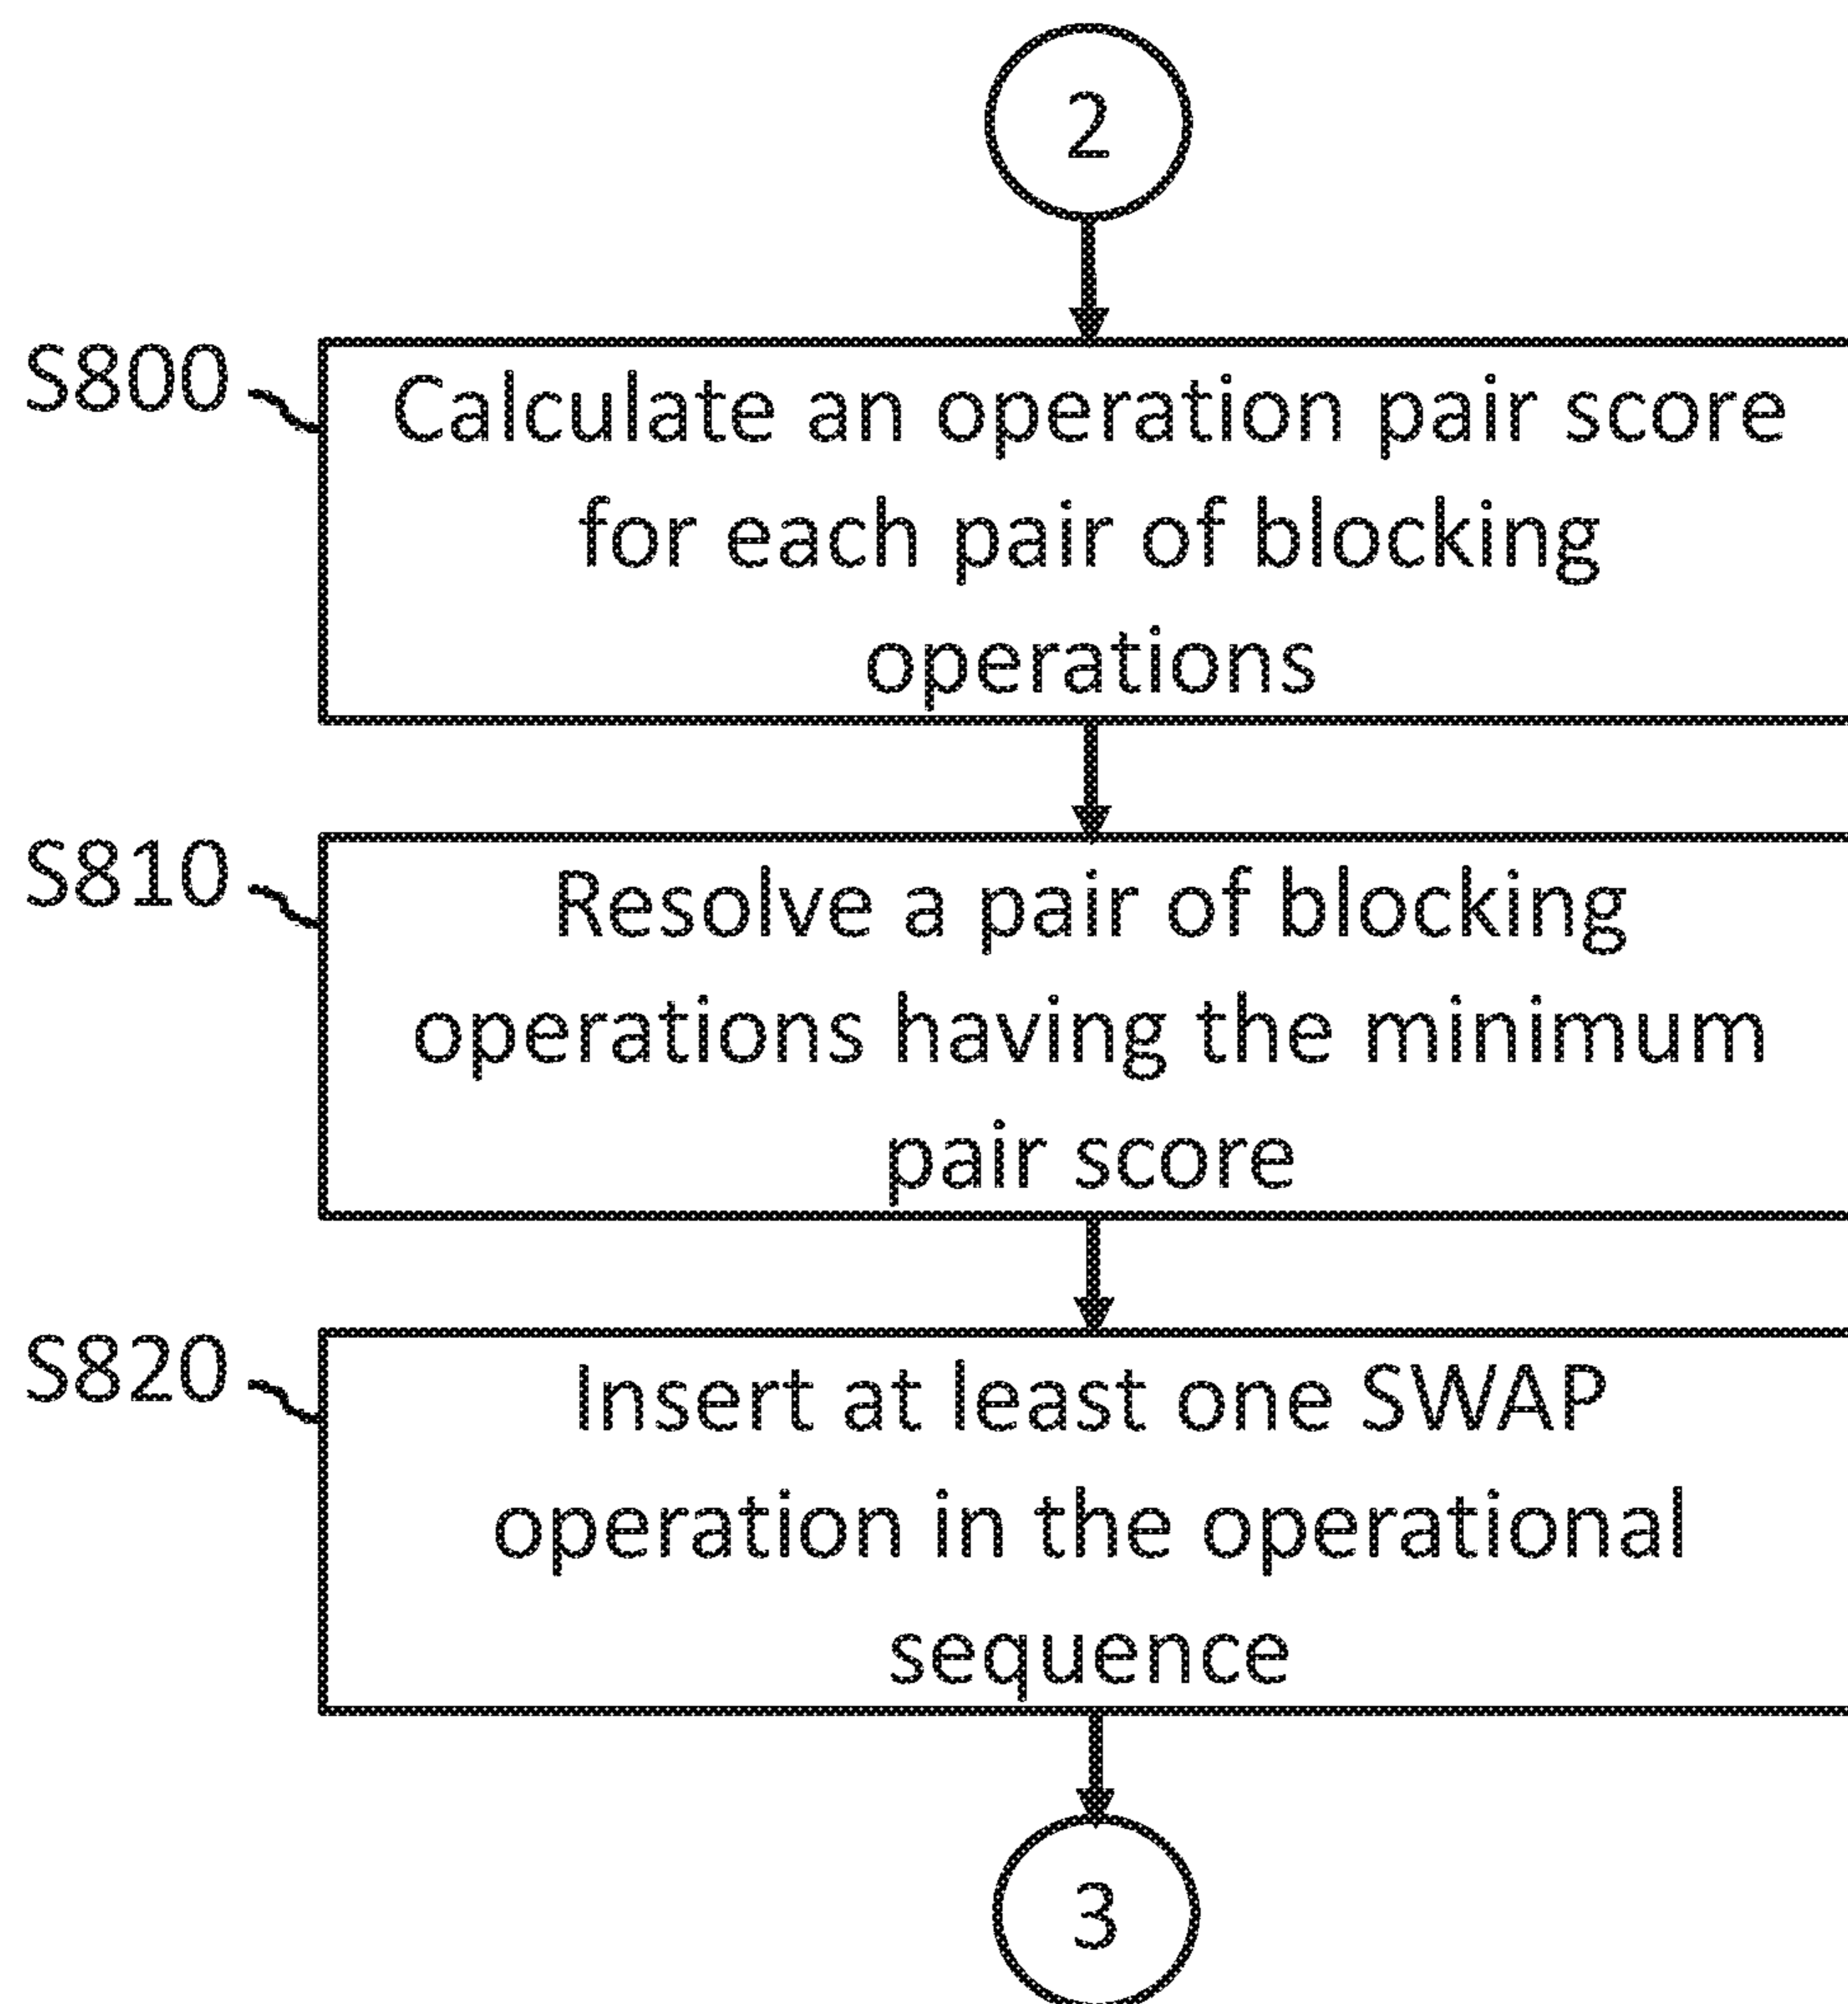 2
S800
Calculate an operation pair score
for each pair of blocking
operations
S810
Resolve a pair of blocking
operations having the minimum
pair score
S820
Insert at least one SWAP
operation in the operational
sequence
3